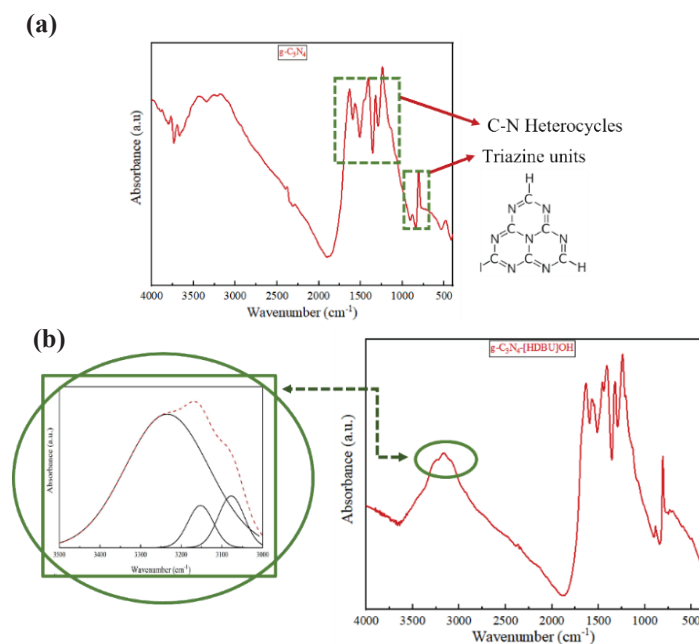 (a)
g-C₃N₄
C-N Heterocycles
Triazine units
H
C
N N
C C
N N N
C C C
I N N H
Absorbance (a.u)
4000 3500 3000 2500 2000 1500 1000 500
Wavenumber (cm⁻¹)
(b)
Absorbance (a.u.)
3500 3400 3300 3200 3100 3000
Wavenumber (cm⁻¹)
g-C₃N₄-[HDBU]OH
Absorbance (a.u.)
4000 3500 3000 2500 2000 1500 1000 500
Wavenumber (cm⁻¹)